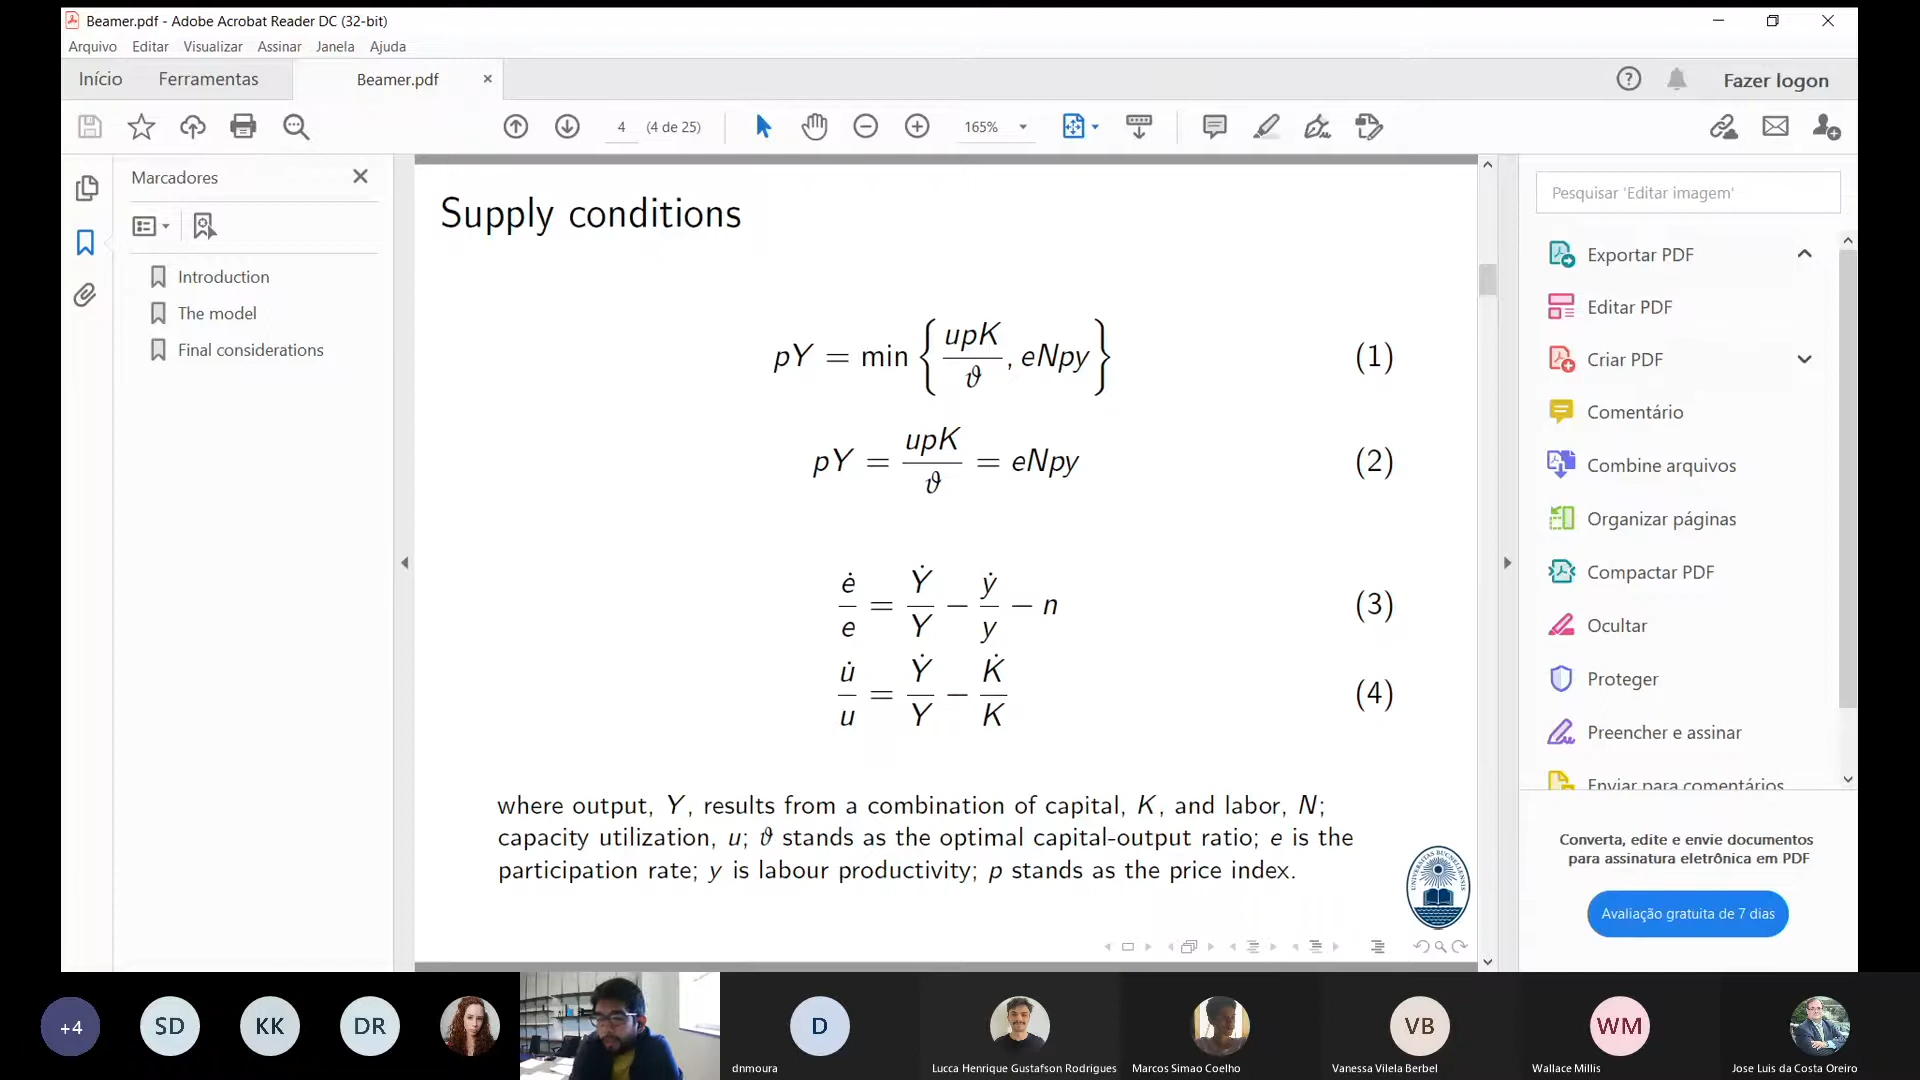 Beamer.pdf - Adobe Acrobat Reader DC (32-bit)
Arquivo Editar Visualizar Assinar Janela Ajuda
Início Ferramentas Beamer.pdf Fazer logon
4 (4 de 25) 165%
Marcadores
Introduction
The model
Final considerations
Supply conditions
pY = min { upK / ϑ , eNpy } (1)
pY = upK / ϑ = eNpy (2)
ė / e = Ẏ / Y − ẏ / y − n (3)
u̇ / u = Ẏ / Y − K̇ / K (4)
where output, Y, results from a combination of capital, K, and labor, N;
capacity utilization, u; ϑ stands as the optimal capital-output ratio; e is the
participation rate; y is labour productivity; p stands as the price index.
Pesquisar 'Editar imagem'
Exportar PDF
Editar PDF
Criar PDF
Comentário
Combine arquivos
Organizar páginas
Compactar PDF
Ocultar
Proteger
Preencher e assinar
Enviar para comentários
Converta, edite e envie documentos
para assinatura eletrônica em PDF
Avaliação gratuita de 7 dias
+4 SD KK DR D VB WM
dnmoura Lucca Henrique Gustafson Rodrigues Marcos Simao Coelho Vanessa Vilela Berbel Wallace Millis Jose Luis da Costa Oreiro